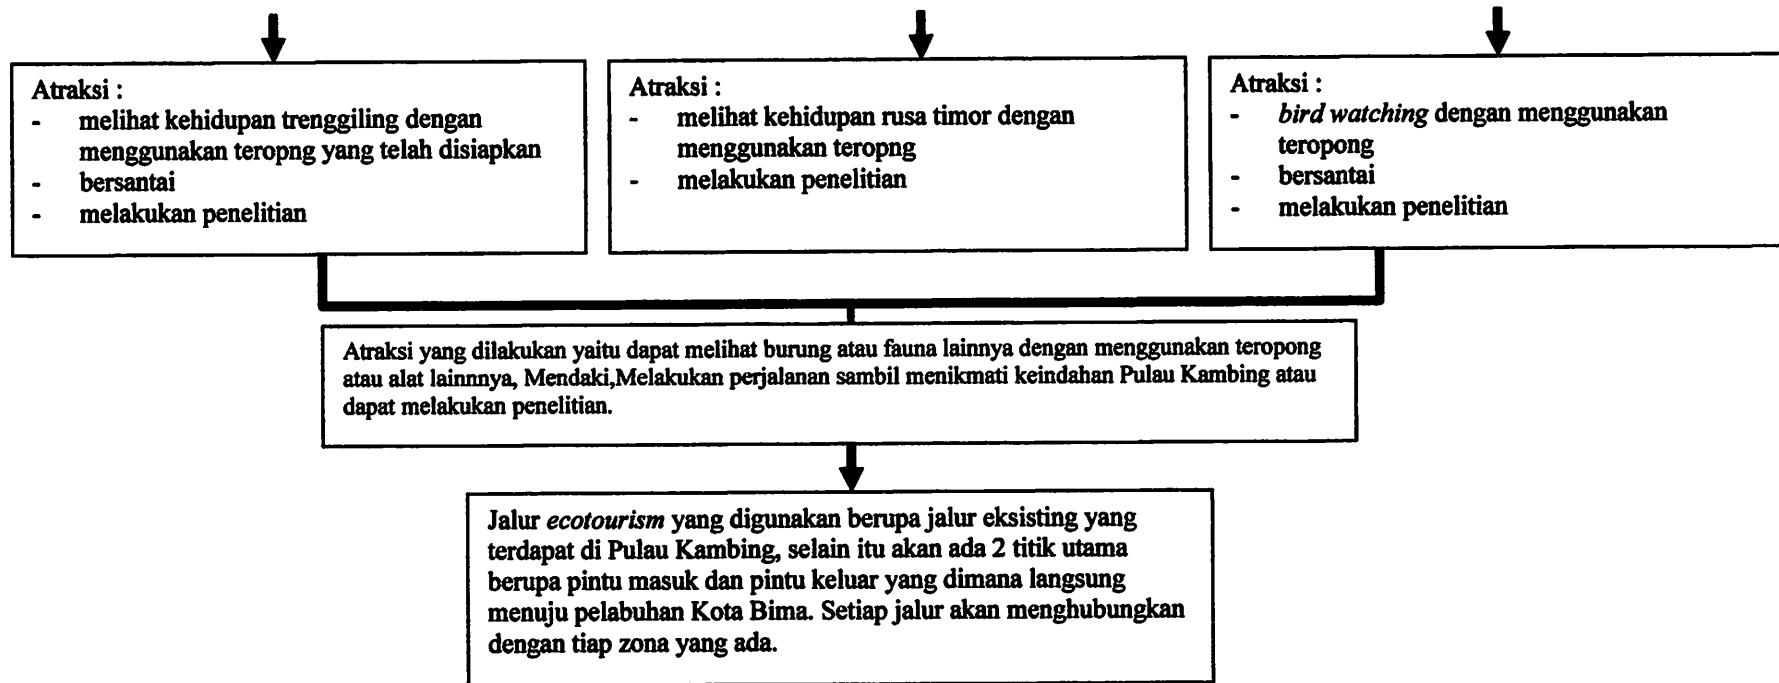 Atraksi :
- melihat kehidupan trenggiling dengan
menggunakan teropng yang telah disiapkan
- bersantai
- melakukan penelitian
Atraksi :
- melihat kehidupan rusa timor dengan
menggunakan teropng
- melakukan penelitian
Atraksi :
- bird watching dengan menggunakan
teropong
- bersantai
- melakukan penelitian
Atraksi yang dilakukan yaitu dapat melihat burung atau fauna lainnya dengan menggunakan teropong
atau alat lainnnya, Mendaki,Melakukan perjalanan sambil menikmati keindahan Pulau Kambing atau
dapat melakukan penelitian.
Jalur ecotourism yang digunakan berupa jalur eksisting yang
terdapat di Pulau Kambing, selain itu akan ada 2 titik utama
berupa pintu masuk dan pintu keluar yang dimana langsung
menuju pelabuhan Kota Bima. Setiap jalur akan menghubungkan
dengan tiap zona yang ada.